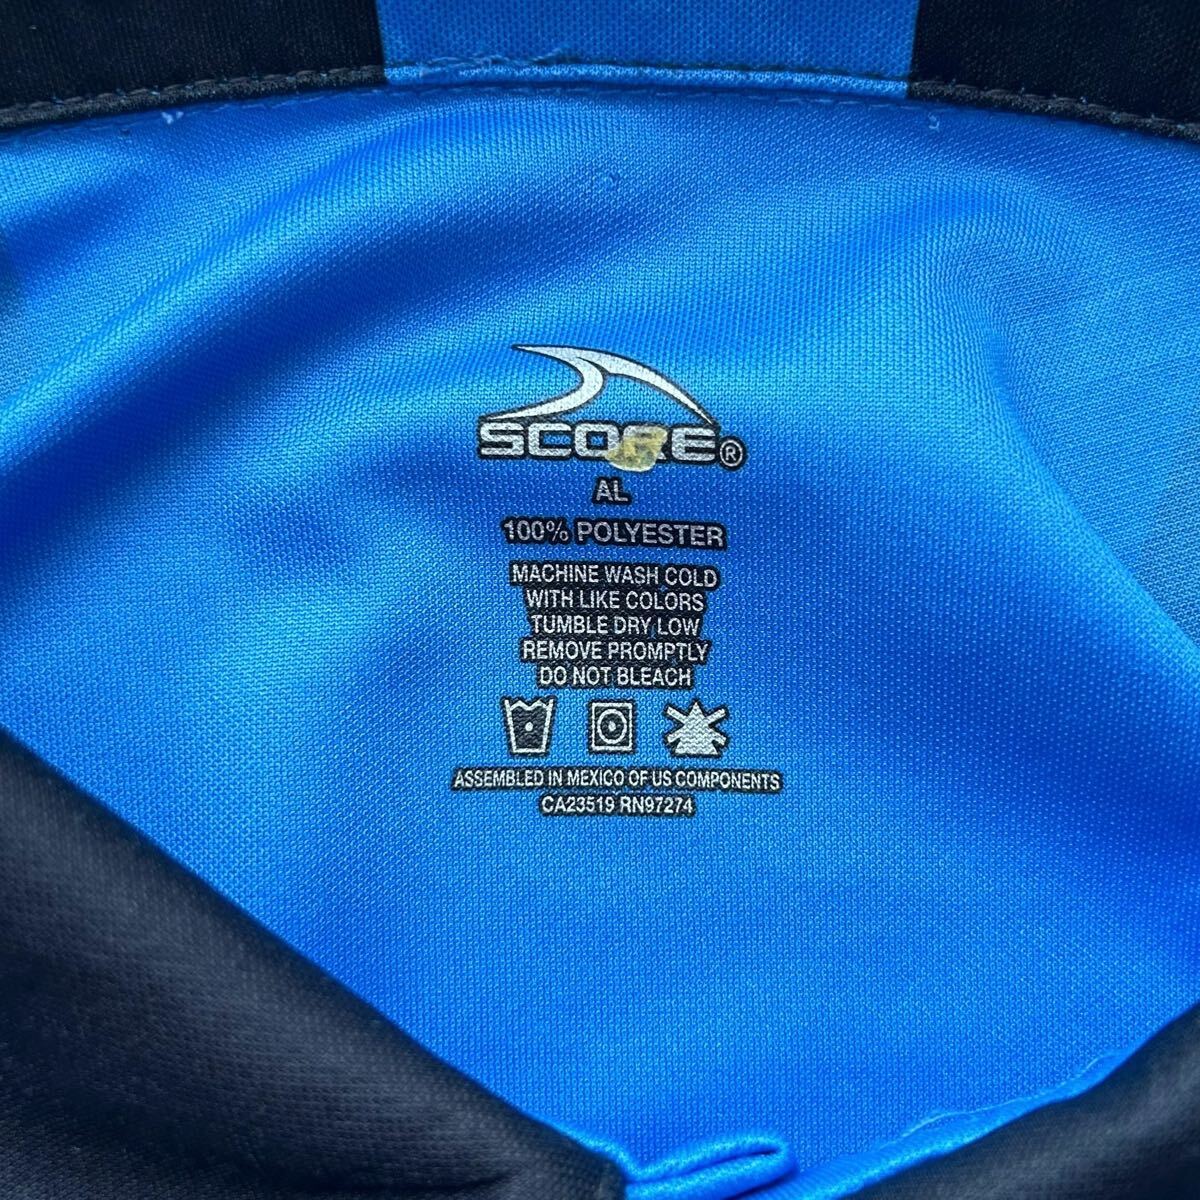 SCORE®
AL
100% POLYESTER
MACHINE WASH COLD
WITH LIKE COLORS
TUMBLE DRY LOW
REMOVE PROMPTLY
DO NOT BLEACH
ASSEMBLED IN MEXICO OF US COMPONENTS
CA23519 RN97274